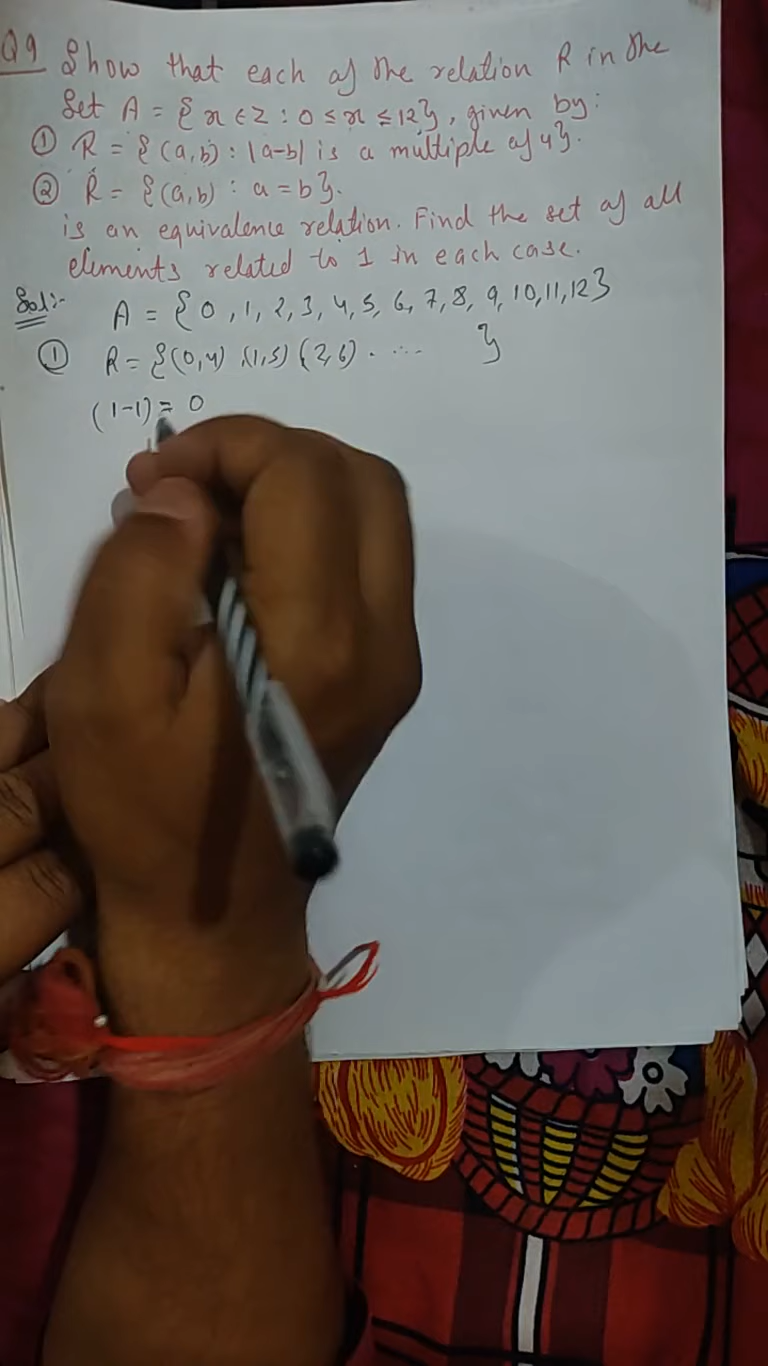 Q9 Show that each of the relation R in the
Set A = {x ∈ Z : 0 ≤ x ≤ 12}, given by:
① R = {(a,b) : |a-b| is a multiple of 4}.
② R = {(a,b) : a = b}.
is an equivalence relation. Find the set of all
elements related to 1 in each case.
Sol:- A = {0, 1, 2, 3, 4, 5, 6, 7, 8, 9, 10, 11, 12}
① R = {(0,4) (1,5) (2,6) . ... }
(1-1) = 0